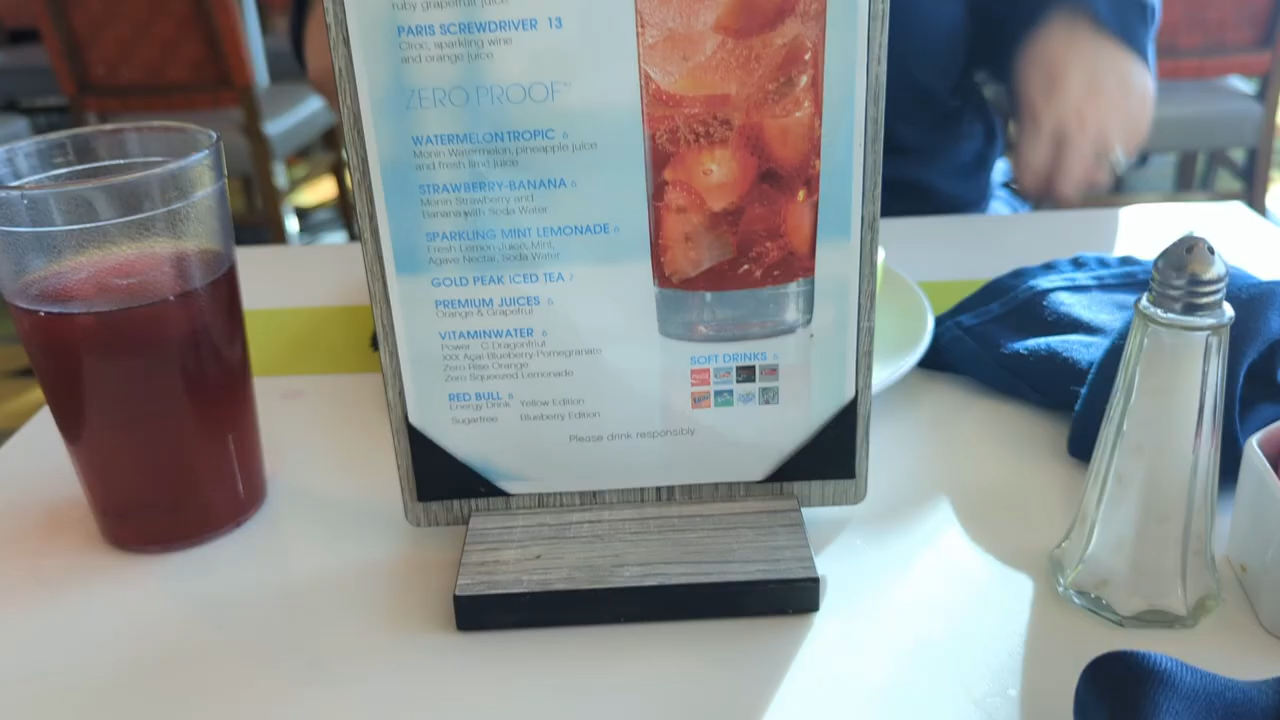 ruby grapefruit juice
PARIS SCREWDRIVER 13
Ciroc, sparkling wine
and orange juice
ZERO PROOF
WATERMELON TROPIC 6
Monin Watermelon, pineapple juice
and fresh lime juice
STRAWBERRY-BANANA 6
Monin Strawberry and
Banana with Soda Water
SPARKLING MINT LEMONADE 6
Fresh Lemon Juice, Mint,
Agave Nectar, Soda Water
GOLD PEAK ICED TEA 7
PREMIUM JUICES 6
Orange & Grapefruit
VITAMINWATER 6
Power - C Dragonfruit
XXX Açai-Blueberry-Pomegranate
Zero Rise Orange
Zero Squeezed Lemonade
RED BULL 8
Energy Drink Yellow Edition
Sugarfree Blueberry Edition
SOFT DRINKS 6
Please drink responsibly